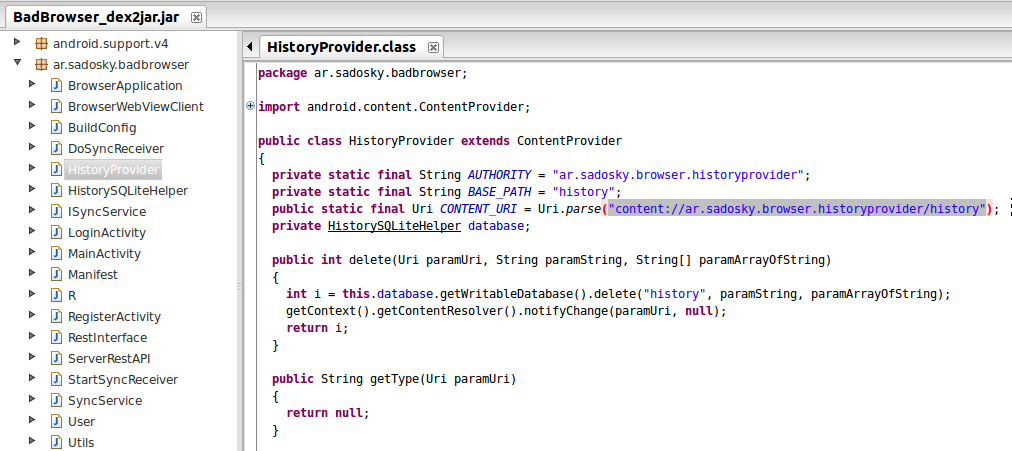 BadBrowser_dex2jar.jar
android.support.v4
ar.sadosky.badbrowser
BrowserApplication
BrowserWebViewClient
BuildConfig
DoSyncReceiver
HistoryProvider
HistorySQLiteHelper
ISyncService
LoginActivity
MainActivity
Manifest
R
RegisterActivity
RestInterface
ServerRestAPI
StartSyncReceiver
SyncService
User
Utils
HistoryProvider.class
package ar.sadosky.badbrowser;
import android.content.ContentProvider;
public class HistoryProvider extends ContentProvider
{
private static final String AUTHORITY = "ar.sadosky.browser.historyprovider";
private static final String BASE_PATH = "history";
public static final Uri CONTENT_URI = Uri.parse("content://ar.sadosky.browser.historyprovider/history");
private HistorySQLiteHelper database;
public int delete(Uri paramUri, String paramString, String[] paramArrayOfString)
{
int i = this.database.getWritableDatabase().delete("history", paramString, paramArrayOfString);
getContext().getContentResolver().notifyChange(paramUri, null);
return i;
}
public String getType(Uri paramUri)
{
return null;
}